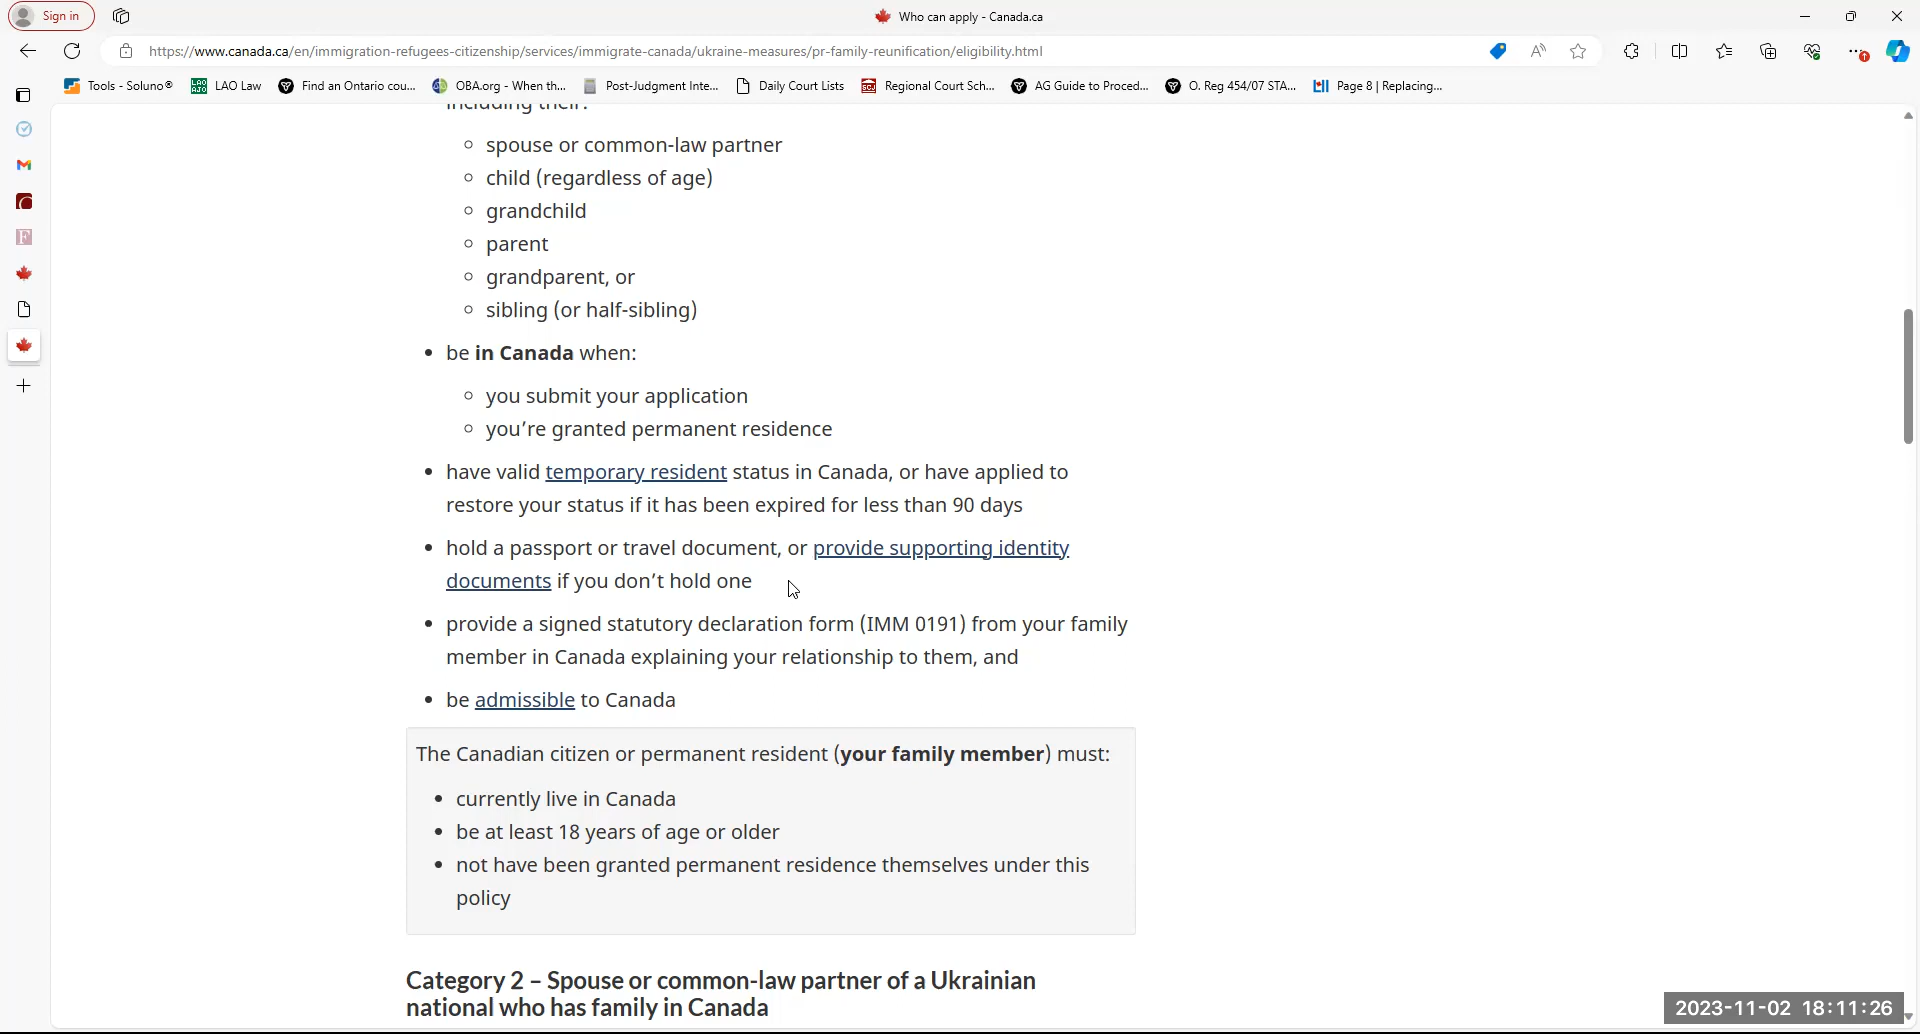 Sign in
Who can apply - Canada.ca
https://www.canada.ca/en/immigration-refugees-citizenship/services/immigrate-canada/ukraine-measures/pr-family-reunification/eligibility.html
Tools - Soluno®
LAO Law
Find an Ontario cou...
OBA.org - When th...
Post-Judgment Inte...
Daily Court Lists
Regional Court Sch...
AG Guide to Proced...
O. Reg 454/07 STA...
Page 8 | Replacing...
including their:
spouse or common-law partner
child (regardless of age)
grandchild
parent
grandparent, or
sibling (or half-sibling)
be in Canada when:
you submit your application
you’re granted permanent residence
have valid temporary resident status in Canada, or have applied to
restore your status if it has been expired for less than 90 days
hold a passport or travel document, or provide supporting identity
documents if you don’t hold one
provide a signed statutory declaration form (IMM 0191) from your family
member in Canada explaining your relationship to them, and
be admissible to Canada
The Canadian citizen or permanent resident (your family member) must:
currently live in Canada
be at least 18 years of age or older
not have been granted permanent residence themselves under this
policy
Category 2 – Spouse or common-law partner of a Ukrainian
national who has family in Canada
2023-11-02 18:11:26